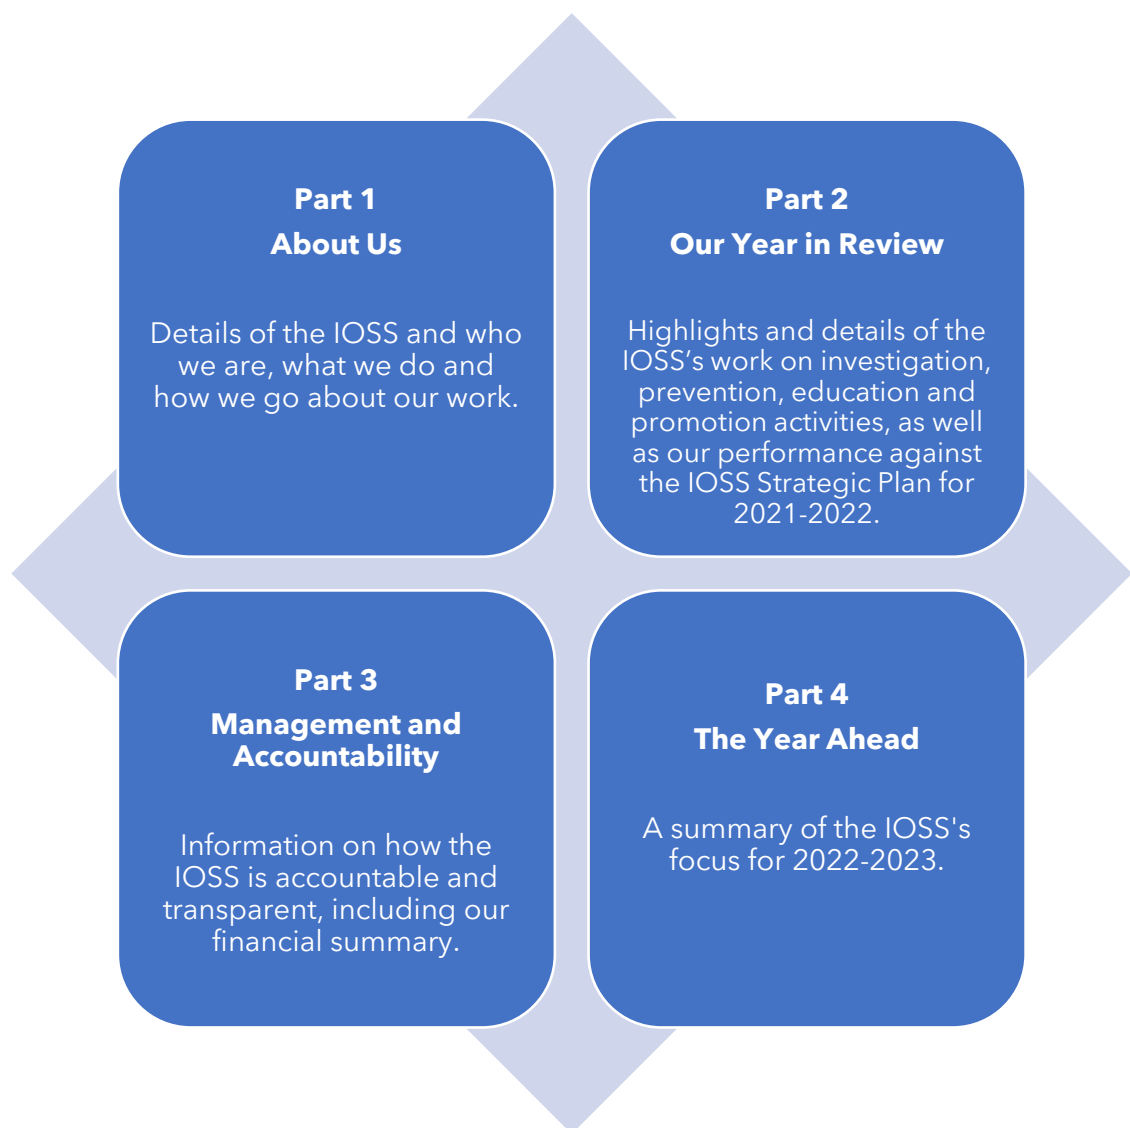 Part 1
About Us
Details of the IOSS and who
we are, what we do and
how we go about our work.
Part 2
Our Year in Review
Highlights and details of the
IOSS’s work on investigation,
prevention, education and
promotion activities, as well
as our performance against
the IOSS Strategic Plan for
2021-2022.
Part 3
Management and
Accountability
Information on how the
IOSS is accountable and
transparent, including our
financial summary.
Part 4
The Year Ahead
A summary of the IOSS's
focus for 2022-2023.